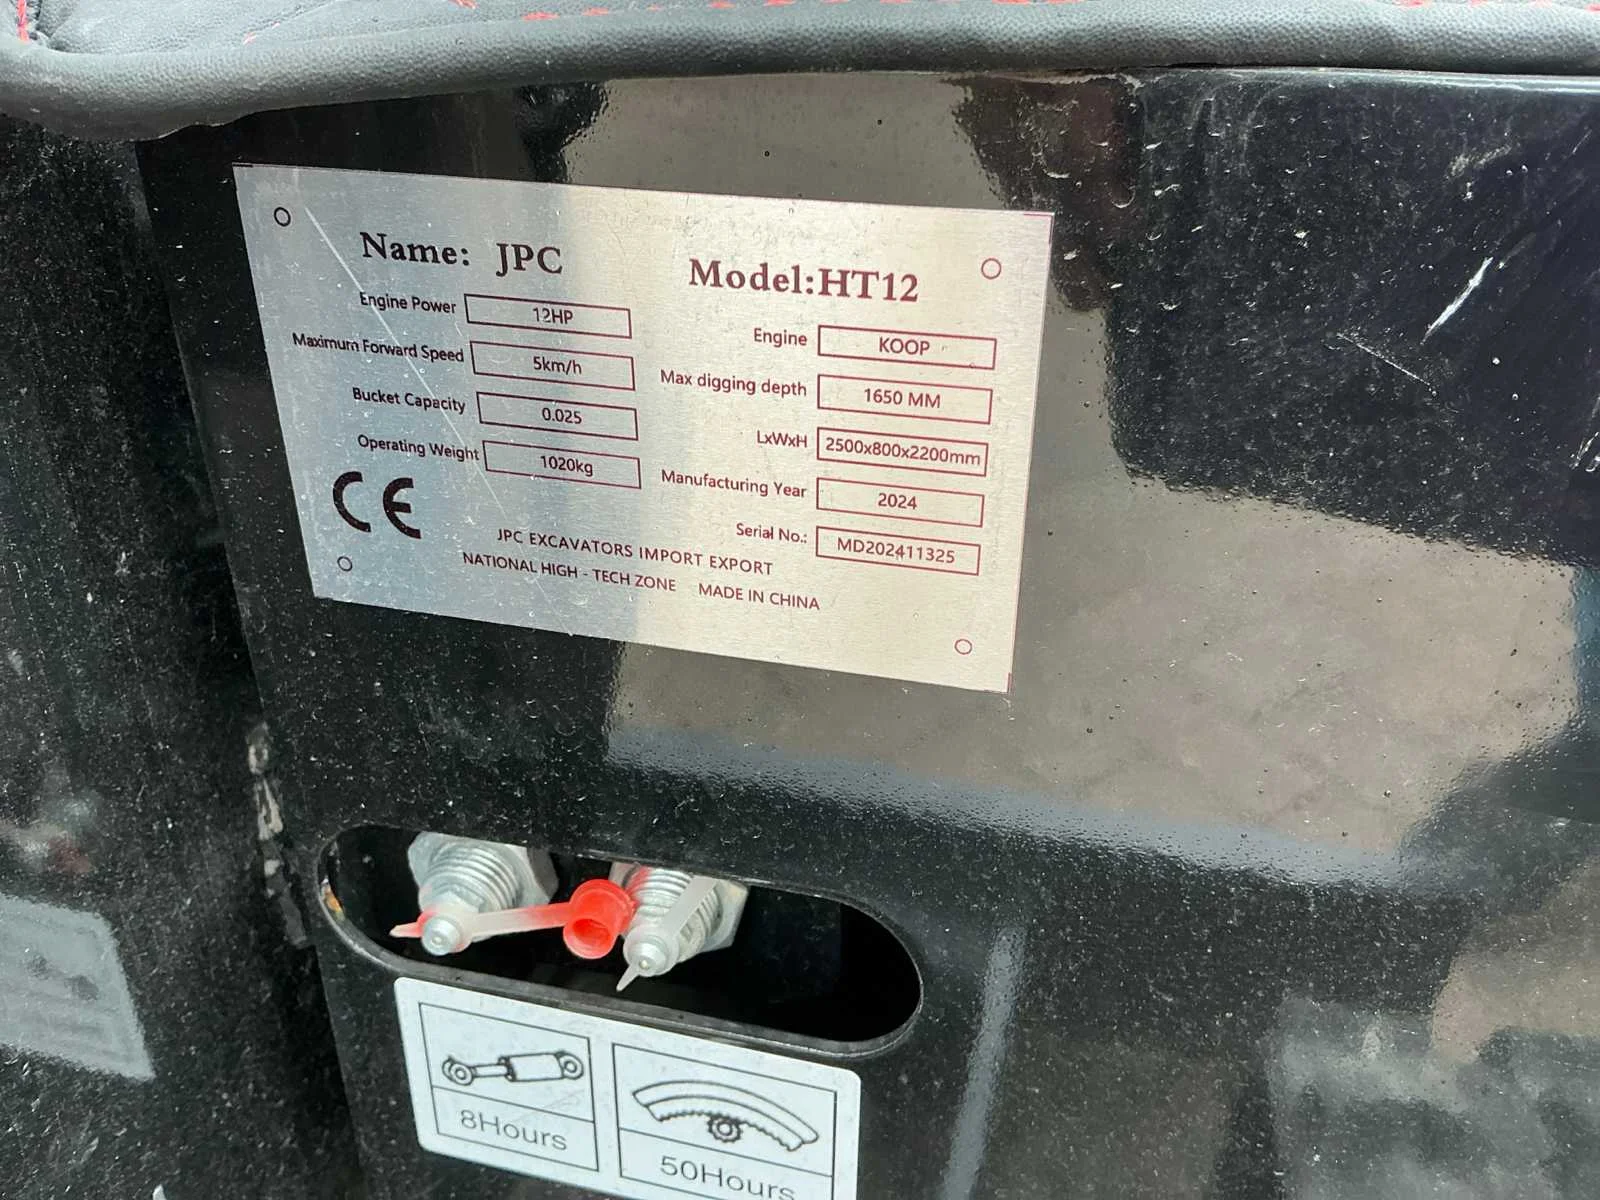 Name: JPC
Model:HT12
Engine Power 12HP
Maximum Forward Speed 5km/h
Bucket Capacity 0.025
Operating Weight 1020kg
Engine KOOP
Max digging depth 1650 MM
LxWxH 2500x800x2200mm
Manufacturing Year 2024
Serial No.: MD202411325
CE
JPC EXCAVATORS IMPORT EXPORT
NATIONAL HIGH - TECH ZONE MADE IN CHINA
8Hours
50Hours